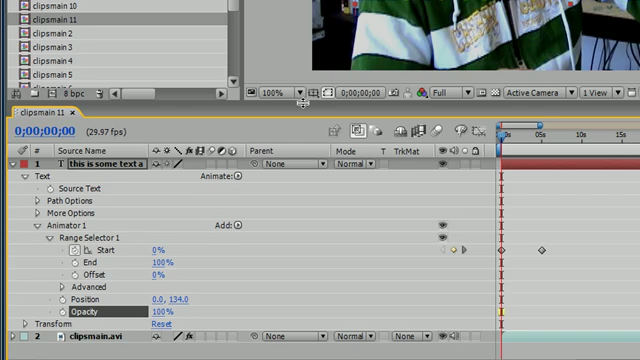 clipsmain 10
clipsmain 11
clipsmain 2
clipsmain 3
clipsmain 4
clipsmain 5
8 bpc
100%
0;00;00;00
Full
Active Camera
1 View
clipsmain 11 ×
0;00;00;00 (29.97 fps)
# Source Name Parent Mode T TrkMat 0s 05s 15s
1 T this is some text a None Normal
Text Animate:
Source Text
Path Options
More Options
Animator 1 Add:
Range Selector 1
Start 0%
End 100%
Offset 0%
Advanced
Position 0.0, 134.0
Opacity 100%
Transform Reset
2 clipsmain.avi None Normal None